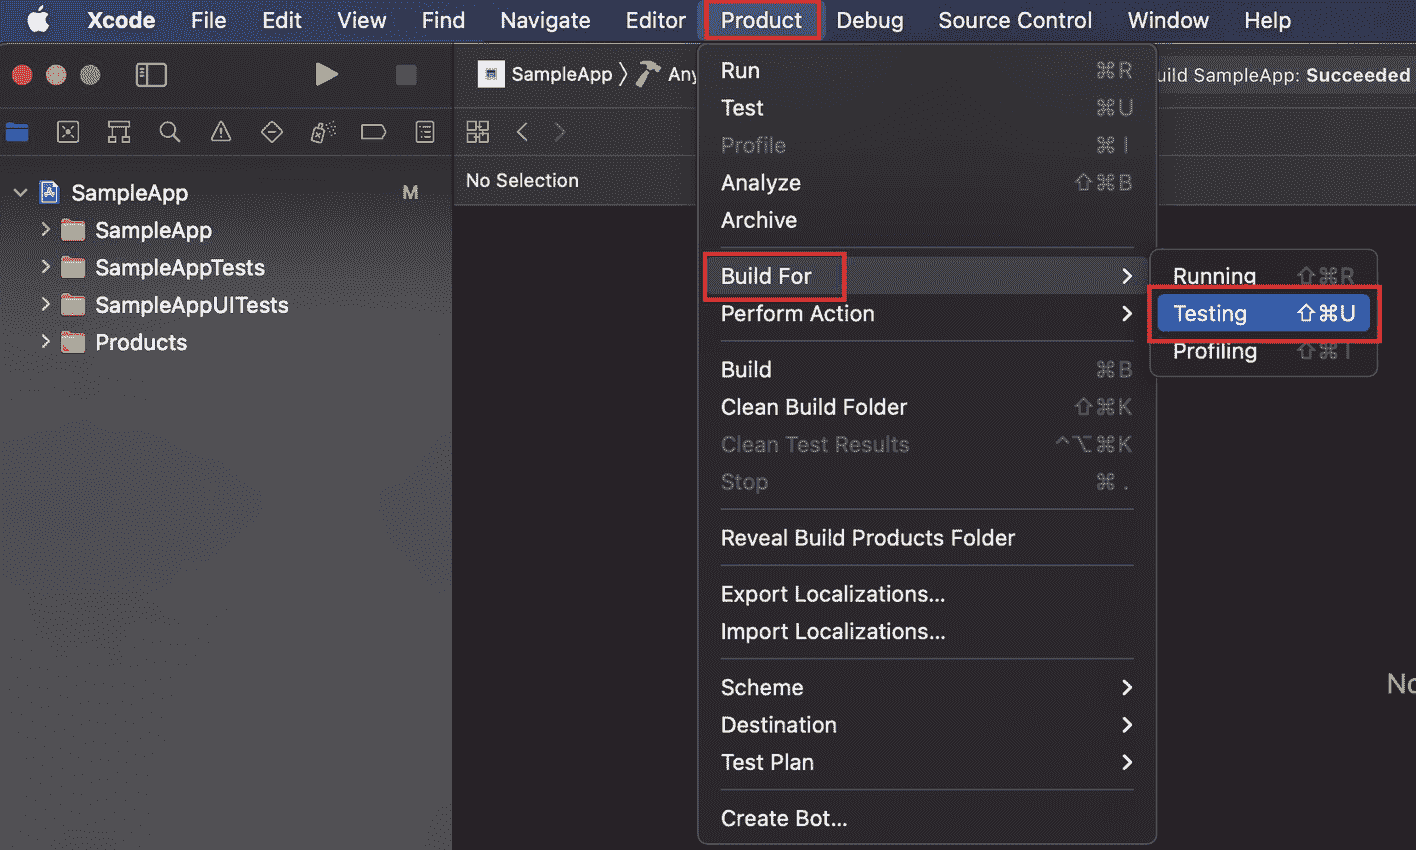 Xcode File Edit View Find Navigate Editor Product Debug Source Control Window Help
SampleApp 〉 Any
uild SampleApp: Succeeded
No Selection
SampleApp M
SampleApp
SampleAppTests
SampleAppUITests
Products
Run ⌘R
Test ⌘U
Profile ⌘I
Analyze ⇧⌘B
Archive
Build For
Perform Action
Build ⌘B
Clean Build Folder ⇧⌘K
Clean Test Results ^⌥⌘K
Stop ⌘.
Reveal Build Products Folder
Export Localizations...
Import Localizations...
Scheme
Destination
Test Plan
Create Bot...
Running ⇧⌘R
Testing ⇧⌘U
Profiling ⇧⌘I
No